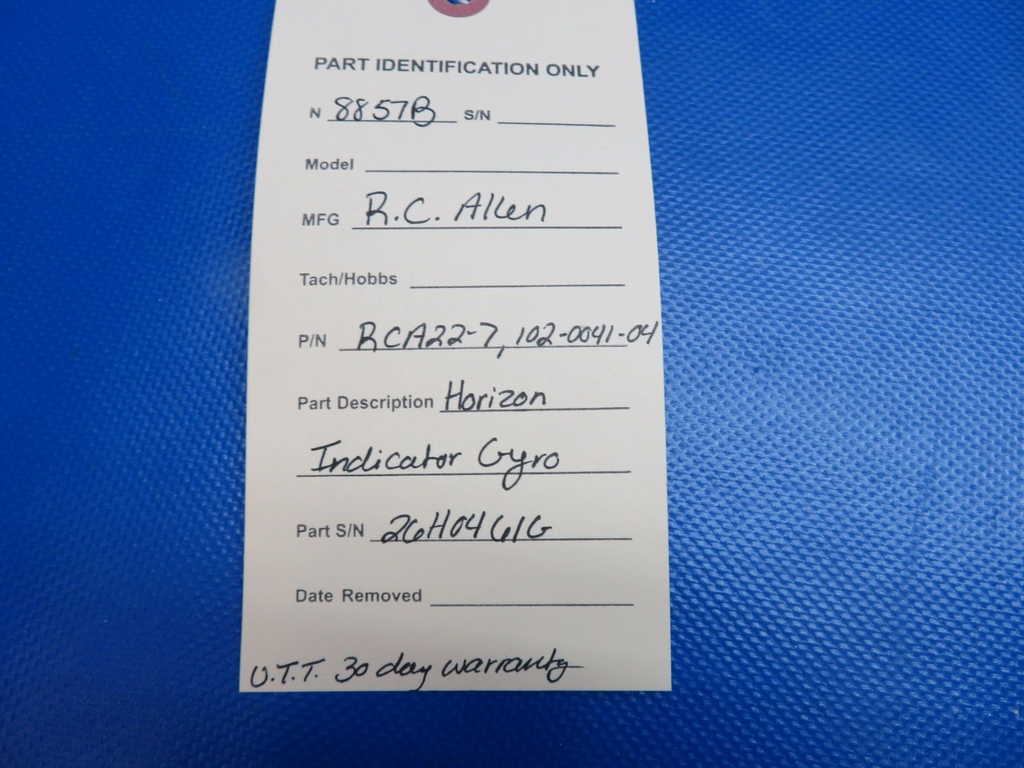 PART IDENTIFICATION ONLY
N 8857B S/N
Model
MFG R.C. Allen
Tach/Hobbs
P/N RCA22-7, 102-0041-04
Part Description Horizon
Indicator Gyro
Part S/N 26H0461G
Date Removed
U.T.T. 30 day warranty